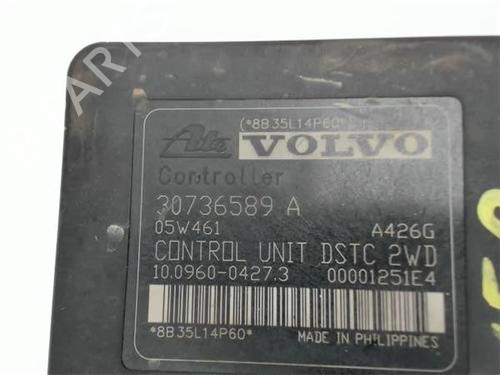 (*8B35L14P60*)
Ate VOLVO
Controller
30736589 A
05W461 A426G
CONTROL UNIT DSTC 2WD
10.0960-0427.3 00001251E4
*8B35L14P60*
MADE IN PHILIPPINES